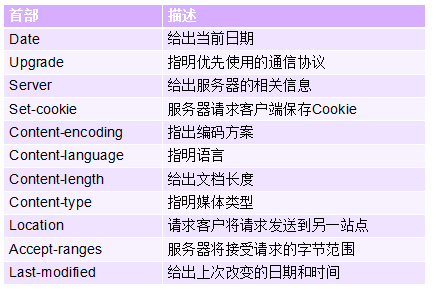 首部 描述
Date 给出当前日期
Upgrade 指明优先使用的通信协议
Server 给出服务器的相关信息
Set-cookie 服务器请求客户端保存Cookie
Content-encoding 指出编码方案
Content-language 指明语言
Content-length 给出文档长度
Content-type 指明媒体类型
Location 请求客户将请求发送到另一站点
Accept-ranges 服务器将接受请求的字节范围
Last-modified 给出上次改变的日期和时间